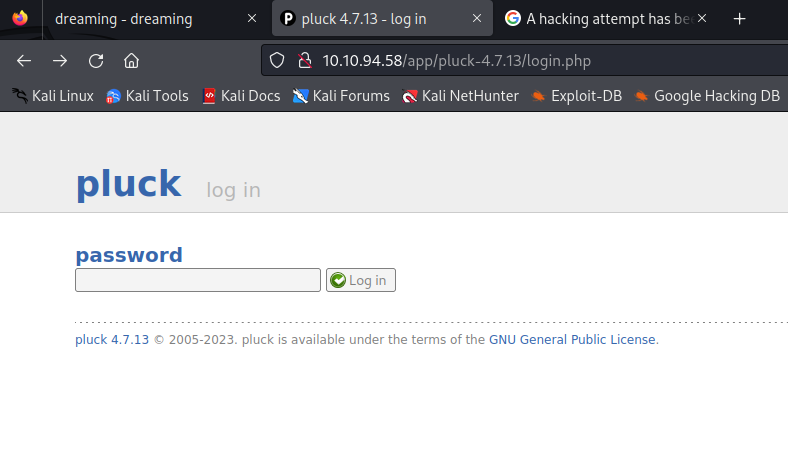 dreaming - dreaming
pluck 4.7.13 - log in
A hacking attempt has be
10.10.94.58/app/pluck-4.7.13/login.php
Kali Linux Kali Tools Kali Docs Kali Forums Kali NetHunter Exploit-DB Google Hacking DB
pluck log in
password
Log in
pluck 4.7.13 © 2005-2023. pluck is available under the terms of the GNU General Public License.